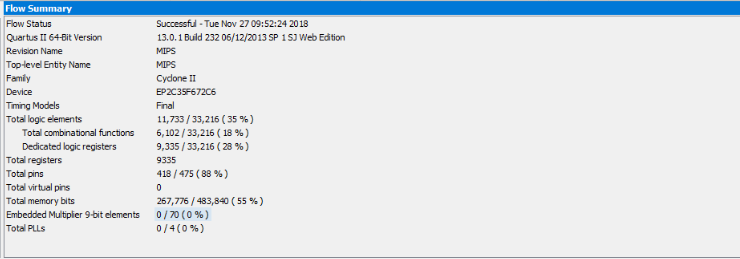 Flow Summary
Flow Status Successful - Tue Nov 27 09:52:24 2018
Quartus II 64-Bit Version 13.0.1 Build 232 06/12/2013 SP 1 SJ Web Edition
Revision Name MIPS
Top-level Entity Name MIPS
Family Cyclone II
Device EP2C35F672C6
Timing Models Final
Total logic elements 11,733 / 33,216 ( 35 % )
Total combinational functions 6,102 / 33,216 ( 18 % )
Dedicated logic registers 9,335 / 33,216 ( 28 % )
Total registers 9335
Total pins 418 / 475 ( 88 % )
Total virtual pins 0
Total memory bits 267,776 / 483,840 ( 55 % )
Embedded Multiplier 9-bit elements 0 / 70 ( 0 % )
Total PLLs 0 / 4 ( 0 % )